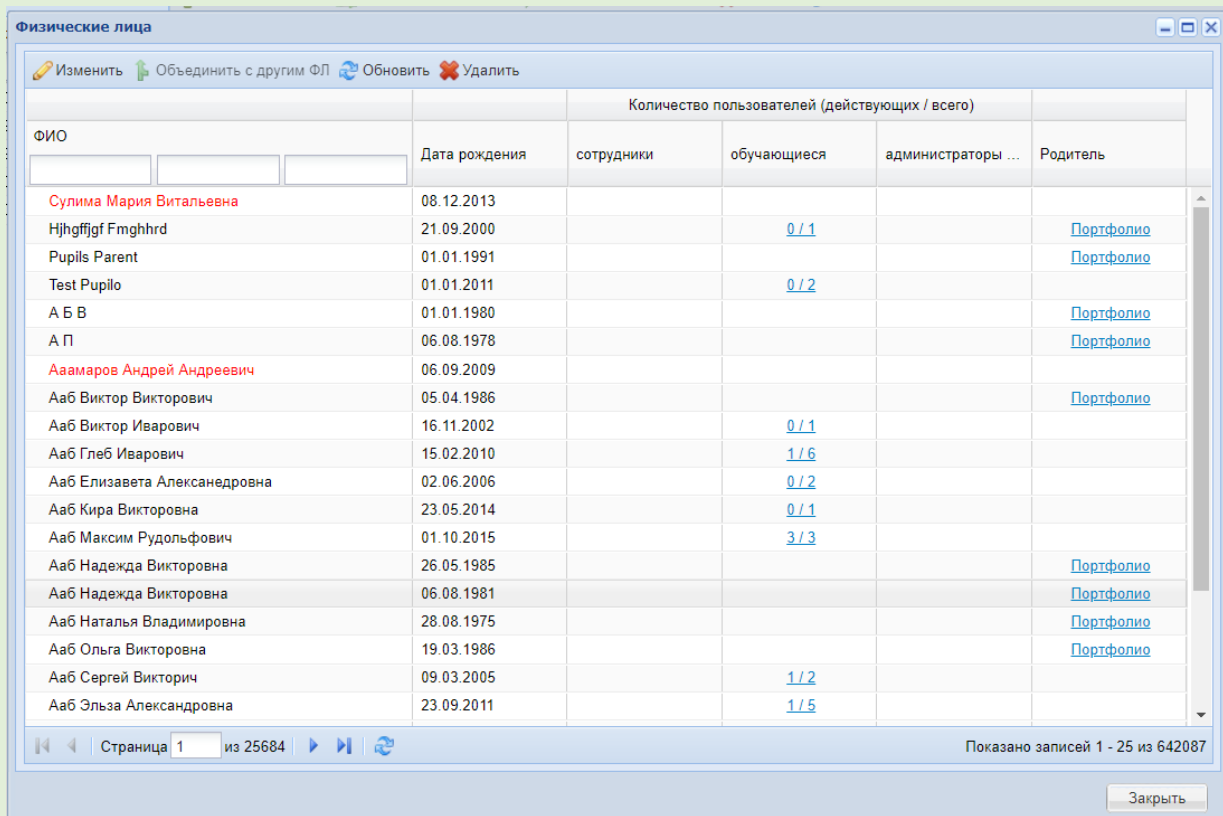 Физические лица
Изменить Объединить с другим ФЛ Обновить Удалить
Количество пользователей (действующих / всего)
ФИО
Дата рождения сотрудники обучающиеся администраторы ... Родитель
Сулима Мария Витальевна 08.12.2013
Hjhgffjgf Fmghhrd 21.09.2000 0 / 1 Портфолио
Pupils Parent 01.01.1991 Портфолио
Test Pupilo 01.01.2011 0 / 2
А Б В 01.01.1980 Портфолио
А П 06.08.1978 Портфолио
Ааамаров Андрей Андреевич 06.09.2009
Ааб Виктор Викторович 05.04.1986 Портфолио
Ааб Виктор Иварович 16.11.2002 0 / 1
Ааб Глеб Иварович 15.02.2010 1 / 6
Ааб Елизавета Алексанедровна 02.06.2006 0 / 2
Ааб Кира Викторовна 23.05.2014 0 / 1
Ааб Максим Рудольфович 01.10.2015 3 / 3
Ааб Надежда Викторовна 26.05.1985 Портфолио
Ааб Надежда Викторовна 06.08.1981 Портфолио
Ааб Наталья Владимировна 28.08.1975 Портфолио
Ааб Ольга Викторовна 19.03.1986 Портфолио
Ааб Сергей Викторич 09.03.2005 1 / 2
Ааб Эльза Александровна 23.09.2011 1 / 5
Страница 1 из 25684 Показано записей 1 - 25 из 642087
Закрыть